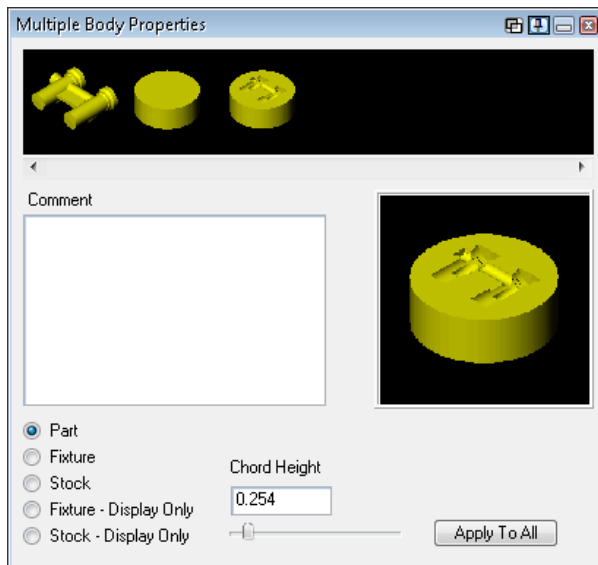 Multiple Body Properties
Comment
Part
Fixture
Stock
Fixture - Display Only
Stock - Display Only
Chord Height
0.254
Apply To All